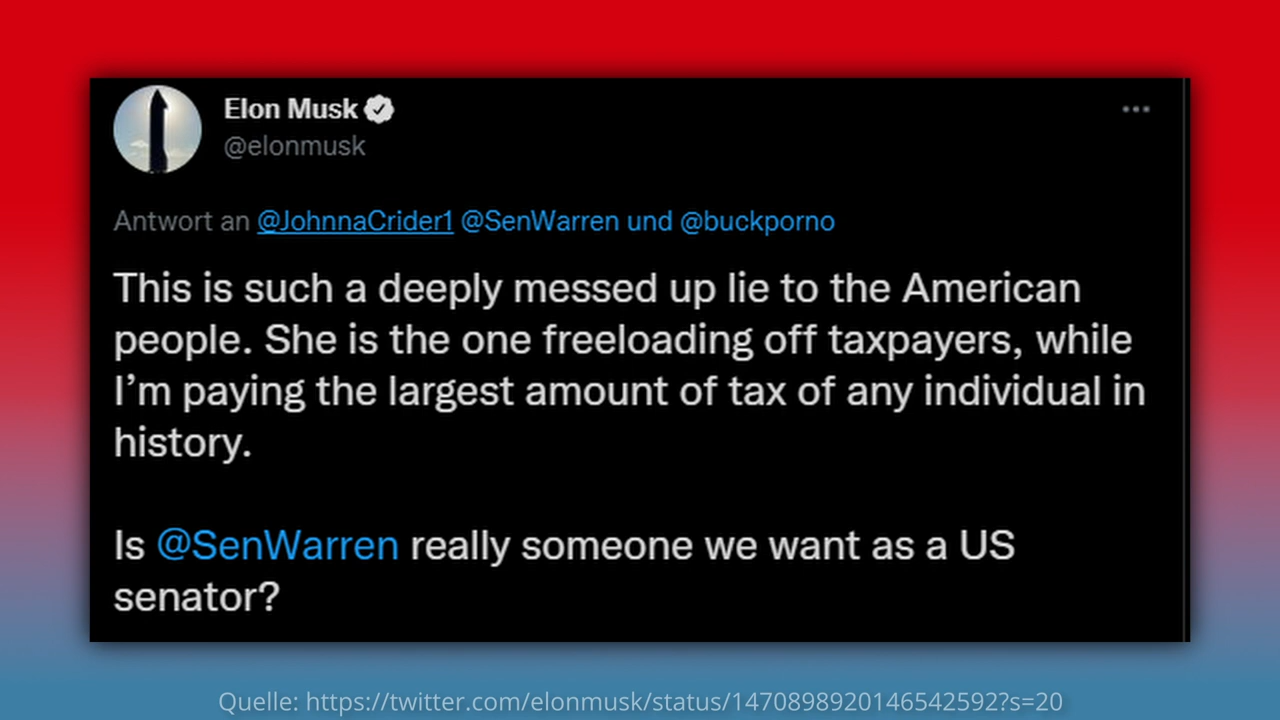 Elon Musk
@elonmusk
Antwort an @JohnnaCrider1 @SenWarren und @buckporno
This is such a deeply messed up lie to the American
people. She is the one freeloading off taxpayers, while
I’m paying the largest amount of tax of any individual in
history.
Is @SenWarren really someone we want as a US
senator?
Quelle: https://twitter.com/elonmusk/status/1470898920146542592?s=20